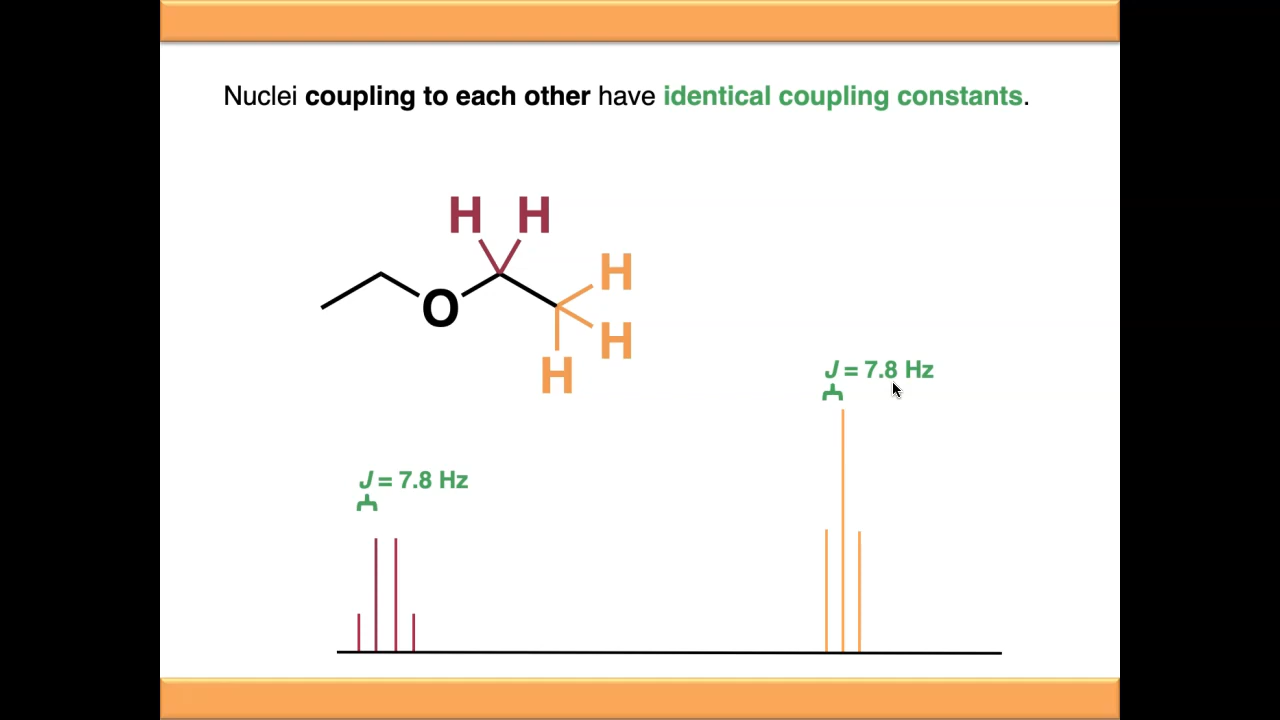 Nuclei coupling to each other have identical coupling constants.
H H
H
O
H
H
J = 7.8 Hz
J = 7.8 Hz